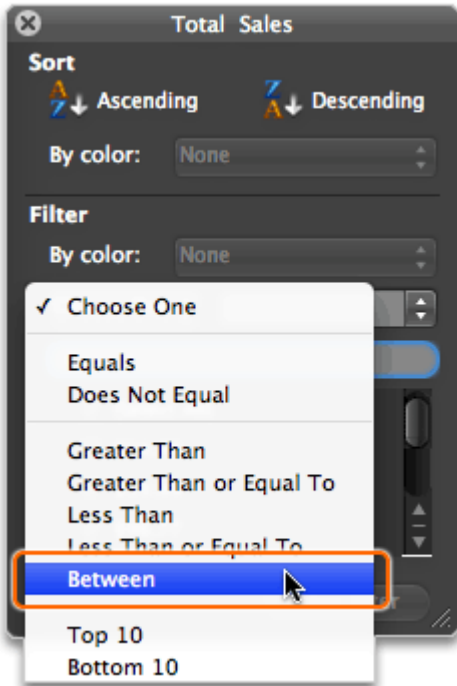 Total Sales
Sort
Ascending Descending
By color: None
Filter
By color: None
✓ Choose One
Equals
Does Not Equal
Greater Than
Greater Than or Equal To
Less Than
Less Than or Equal To
Between
Top 10
Bottom 10